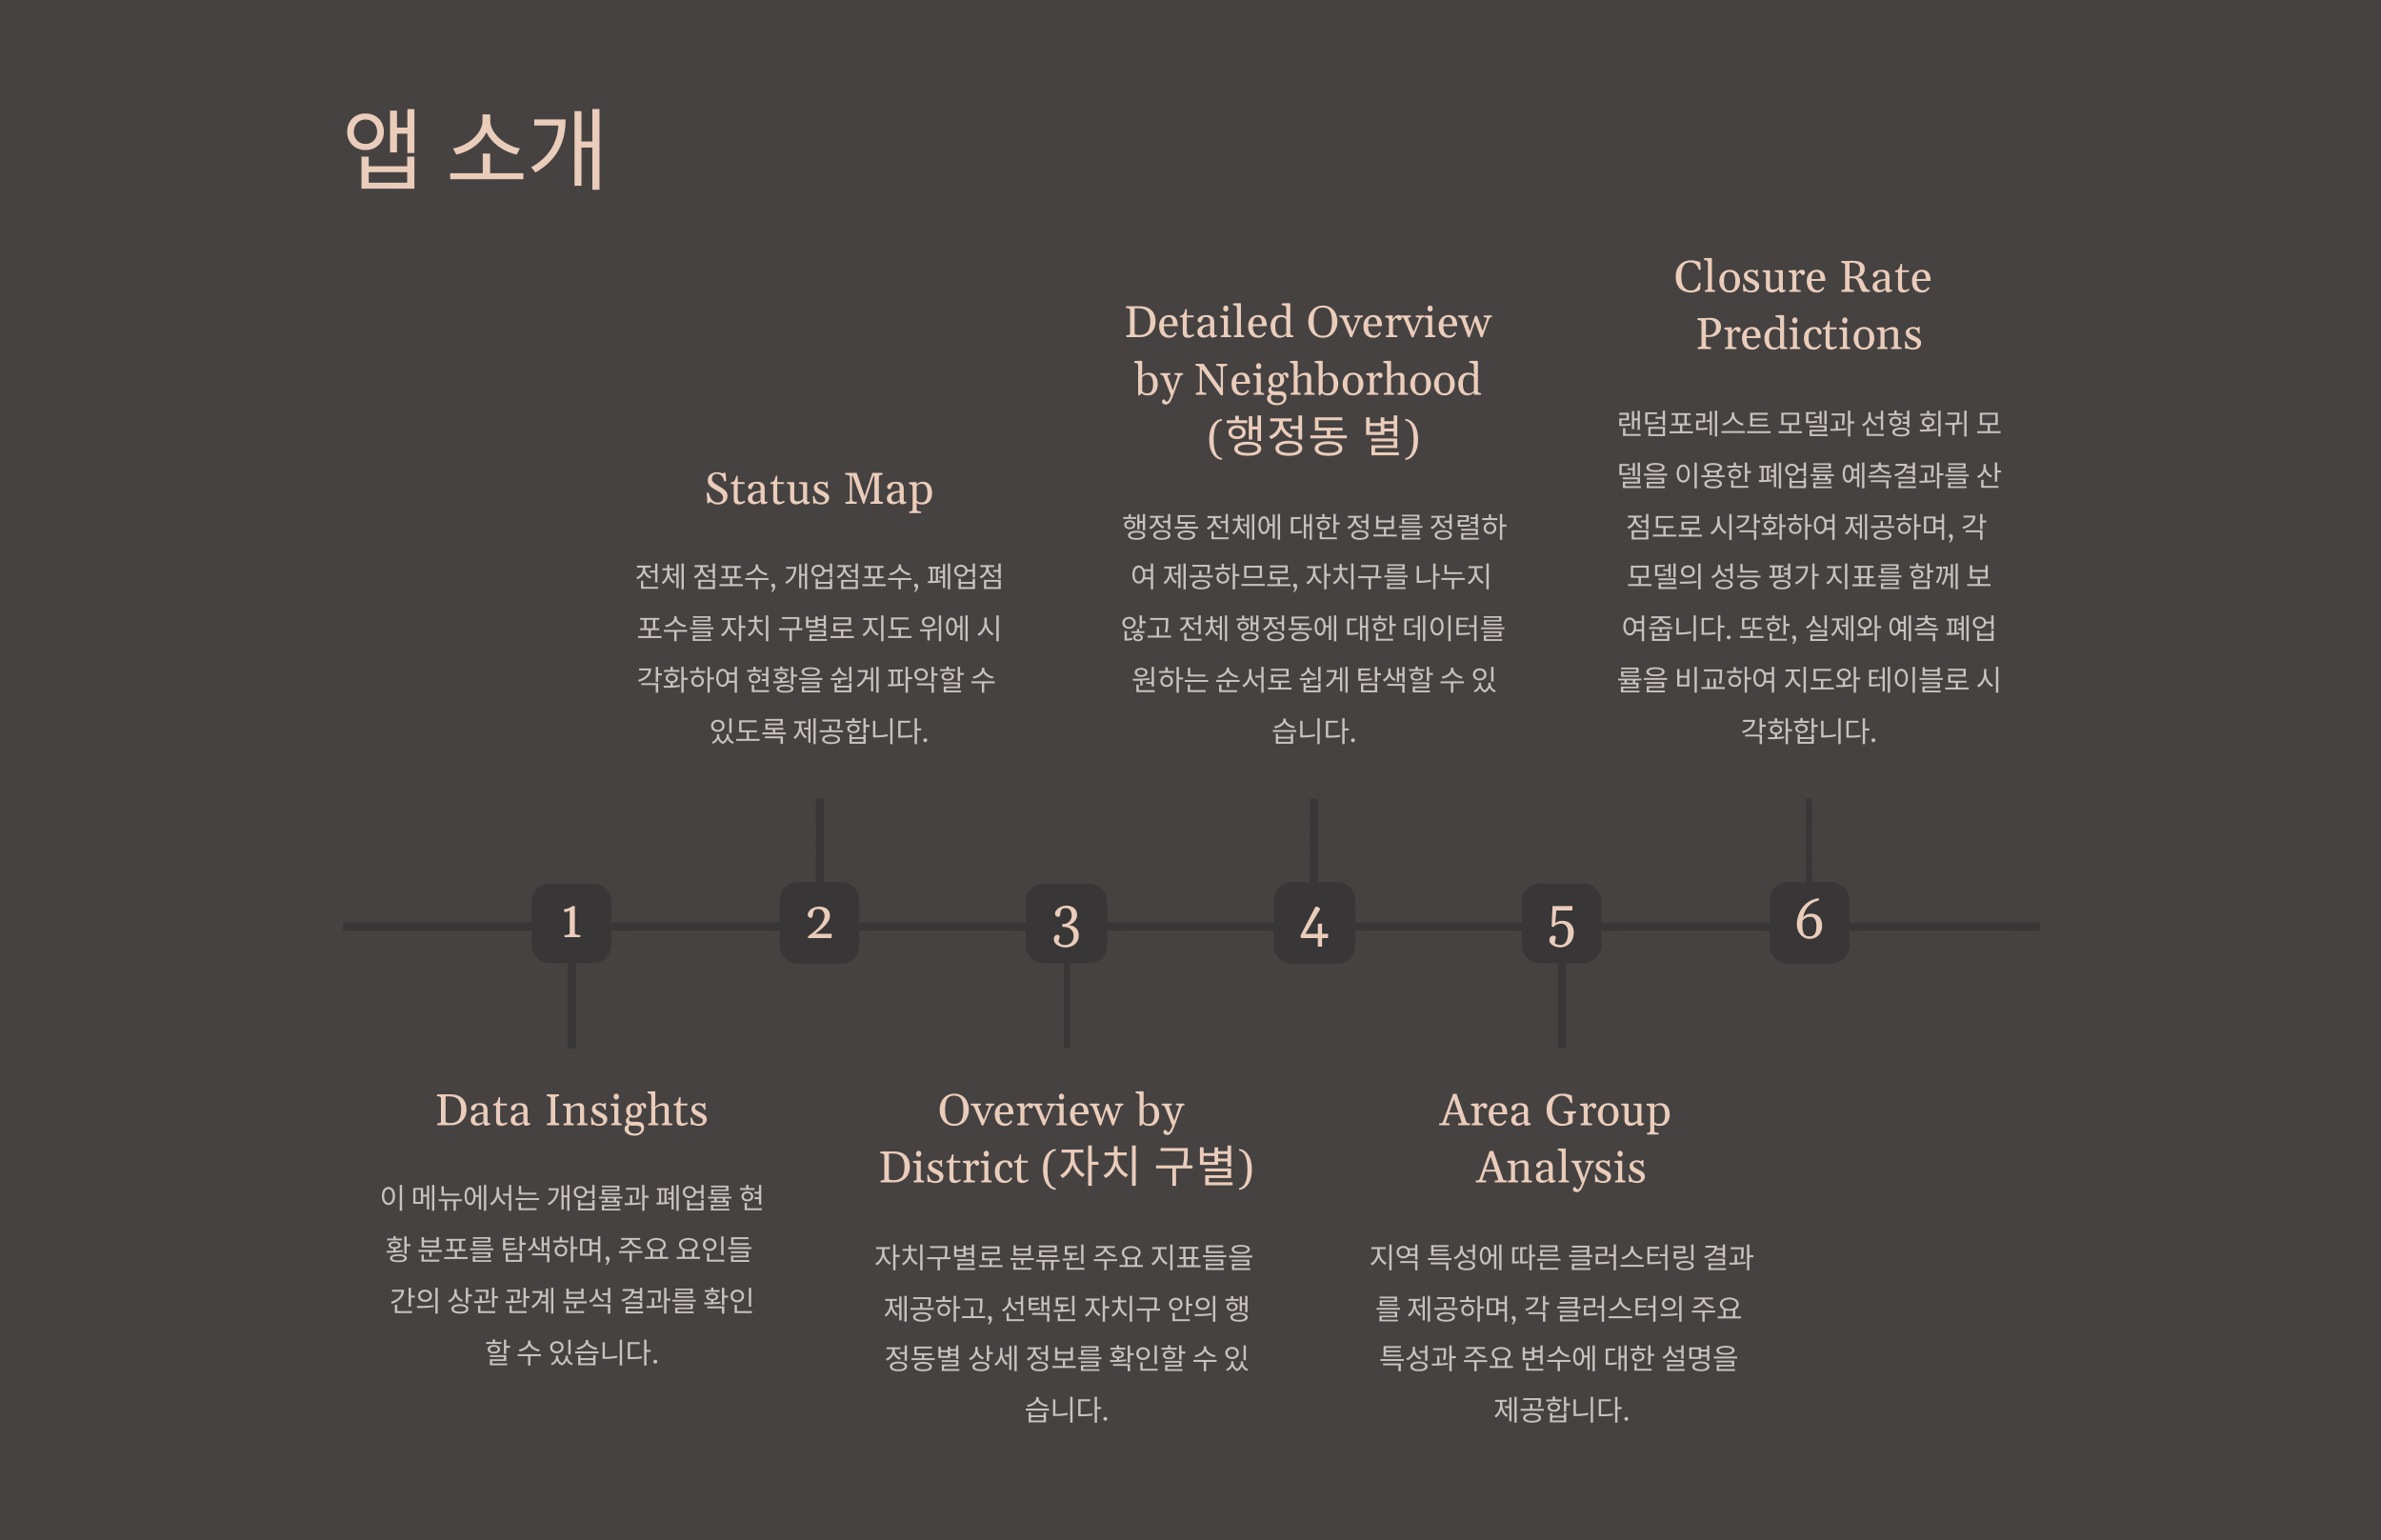 앱 소개
Closure Rate
Predictions
랜덤포레스트 모델과 선형 회귀 모
델을 이용한 폐업률 예측결과를 산
점도로 시각화하여 제공하며, 각
모델의 성능 평가 지표를 함께 보
여줍니다. 또한, 실제와 예측 폐업
률을 비교하여 지도와 테이블로 시
각화합니다.
Detailed Overview
by Neighborhood
(행정동 별)
행정동 전체에 대한 정보를 정렬하
여 제공하므로, 자치구를 나누지
않고 전체 행정동에 대한 데이터를
원하는 순서로 쉽게 탐색할 수 있
습니다.
Status Map
전체 점포수, 개업점포수, 폐업점
포수를 자치 구별로 지도 위에 시
각화하여 현황을 쉽게 파악할 수
있도록 제공합니다.
1
2
3
4
5
6
Data Insights
이 메뉴에서는 개업률과 폐업률 현
황 분포를 탐색하며, 주요 요인들
간의 상관 관계 분석 결과를 확인
할 수 있습니다.
Overview by
District (자치 구별)
자치구별로 분류된 주요 지표들을
제공하고, 선택된 자치구 안의 행
정동별 상세 정보를 확인할 수 있
습니다.
Area Group
Analysis
지역 특성에 따른 클러스터링 결과
를 제공하며, 각 클러스터의 주요
특성과 주요 변수에 대한 설명을
제공합니다.